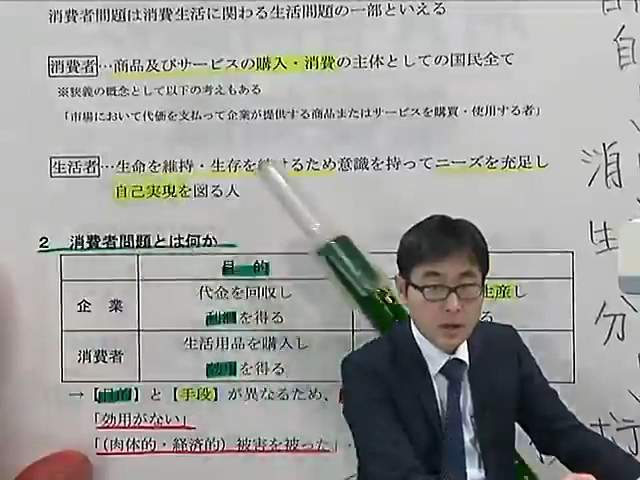 消費者問題は消費生活に関わる生活問題の一部といえる
消費者…商品及びサービスの購入・消費の主体としての国民全て
※狭義の概念として以下の考えもある
「市場において代価を支払って企業が提供する商品またはサービスを購買・使用する者」
生活者…生命を維持・生存を続けるため意識を持ってニーズを充足し
自己実現を図る人
2 消費者問題とは何か
目的
企業 代金を回収し 生産し
利潤を得る る
消費者 生活用品を購入し
効用を得る
→【目的】と【手段】が異なるため、
「効用がない」
「（肉体的・経済的）被害を被った」
自
消
生
分